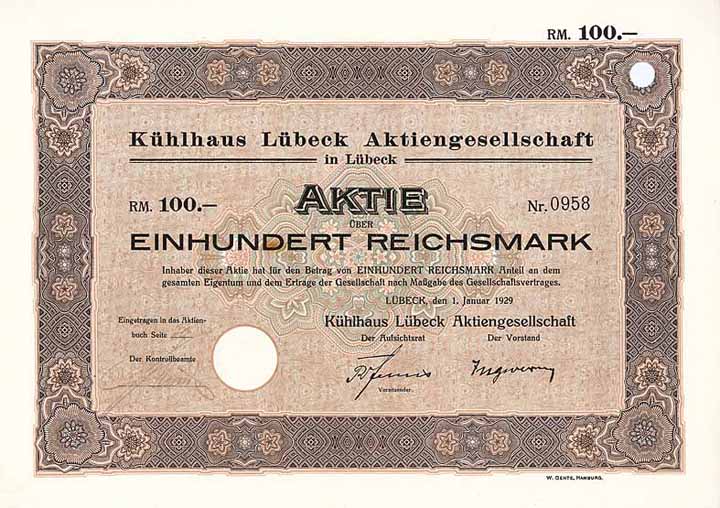 RM. 100.—
Kühlhaus Lübeck Aktiengesellschaft
in Lübeck
RM. 100.—
AKTIE
Nr. 0958
ÜBER
EINHUNDERT REICHSMARK
Inhaber dieser Aktie hat für den Betrag von EINHUNDERT REICHSMARK Anteil an dem
gesamten Eigentum und dem Ertrage der Gesellschaft nach Maßgabe des Gesellschaftsvertrages.
LÜBECK, den 1. Januar 1929
Eingetragen in das Aktien-
buch Seite
Kühlhaus Lübeck Aktiengesellschaft
Der Aufsichtsrat
Der Vorstand
Der Kontrollbeamte
Vorsitzender.
W. GENTE, HAMBURG.